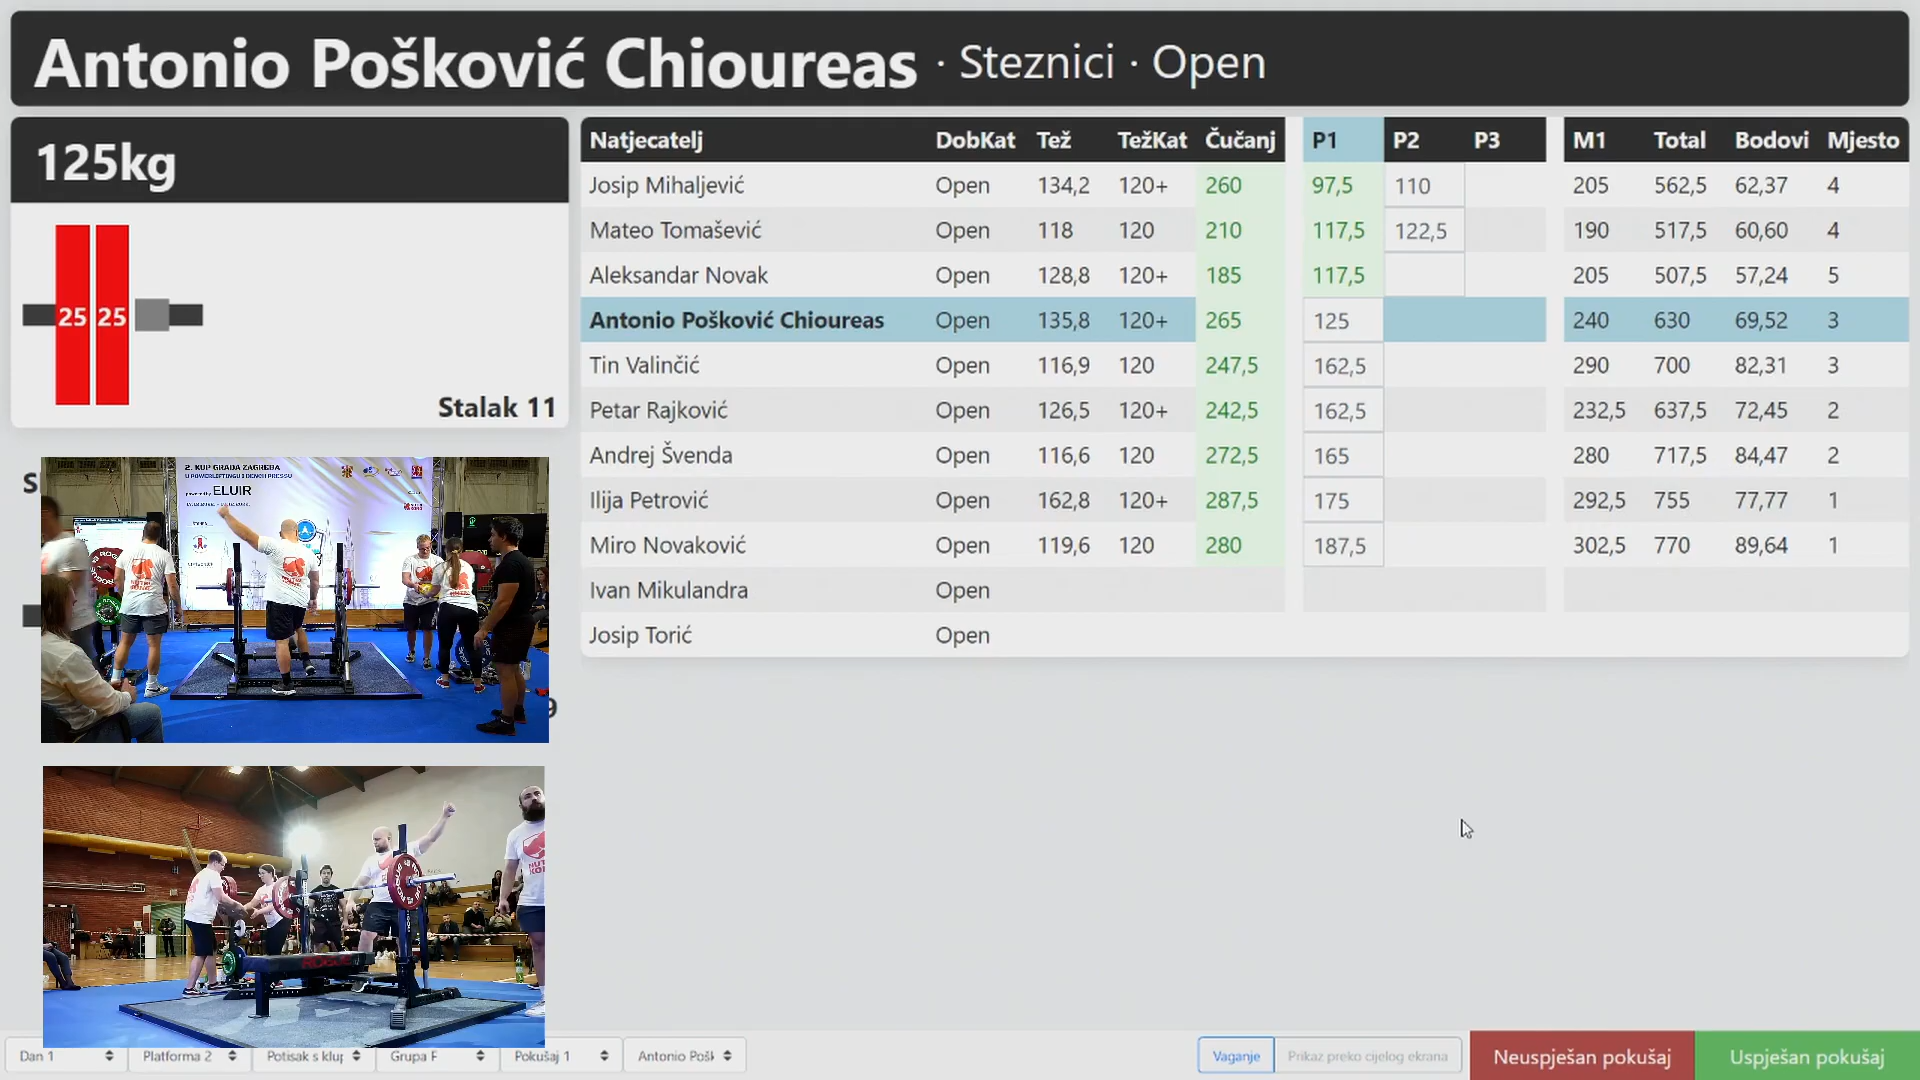 Antonio Pošković Chioureas · Steznici · Open
125kg
25 25
Stalak 11
Natjecatelj DobKat Tež TežKat Čučanj P1 P2 P3 M1 Total Bodovi Mjesto
Josip Mihaljević Open 134,2 120+ 260 97,5 110 205 562,5 62,37 4
Mateo Tomašević Open 118 120 210 117,5 122,5 190 517,5 60,60 4
Aleksandar Novak Open 128,8 120+ 185 117,5 205 507,5 57,24 5
Antonio Pošković Chioureas Open 135,8 120+ 265 125 240 630 69,52 3
Tin Valinčić Open 116,9 120 247,5 162,5 290 700 82,31 3
Petar Rajković Open 126,5 120+ 242,5 162,5 232,5 637,5 72,45 2
Andrej Švenda Open 116,6 120 272,5 165 280 717,5 84,47 2
Ilija Petrović Open 162,8 120+ 287,5 175 292,5 755 77,77 1
Miro Novaković Open 119,6 120 280 187,5 302,5 770 89,64 1
Ivan Mikulandra Open
Josip Torić Open
2. KUP GRADA ZAGREBA
U POWERLIFTINGU I BENCH PRESSU
powered by ELUIR
Dan 1 Platforma 2 Potisak s klup Grupa F Pokušaj 1 Antonio Pošk
Vaganje Prikaz preko cijelog ekrana Neuspješan pokušaj Uspješan pokušaj